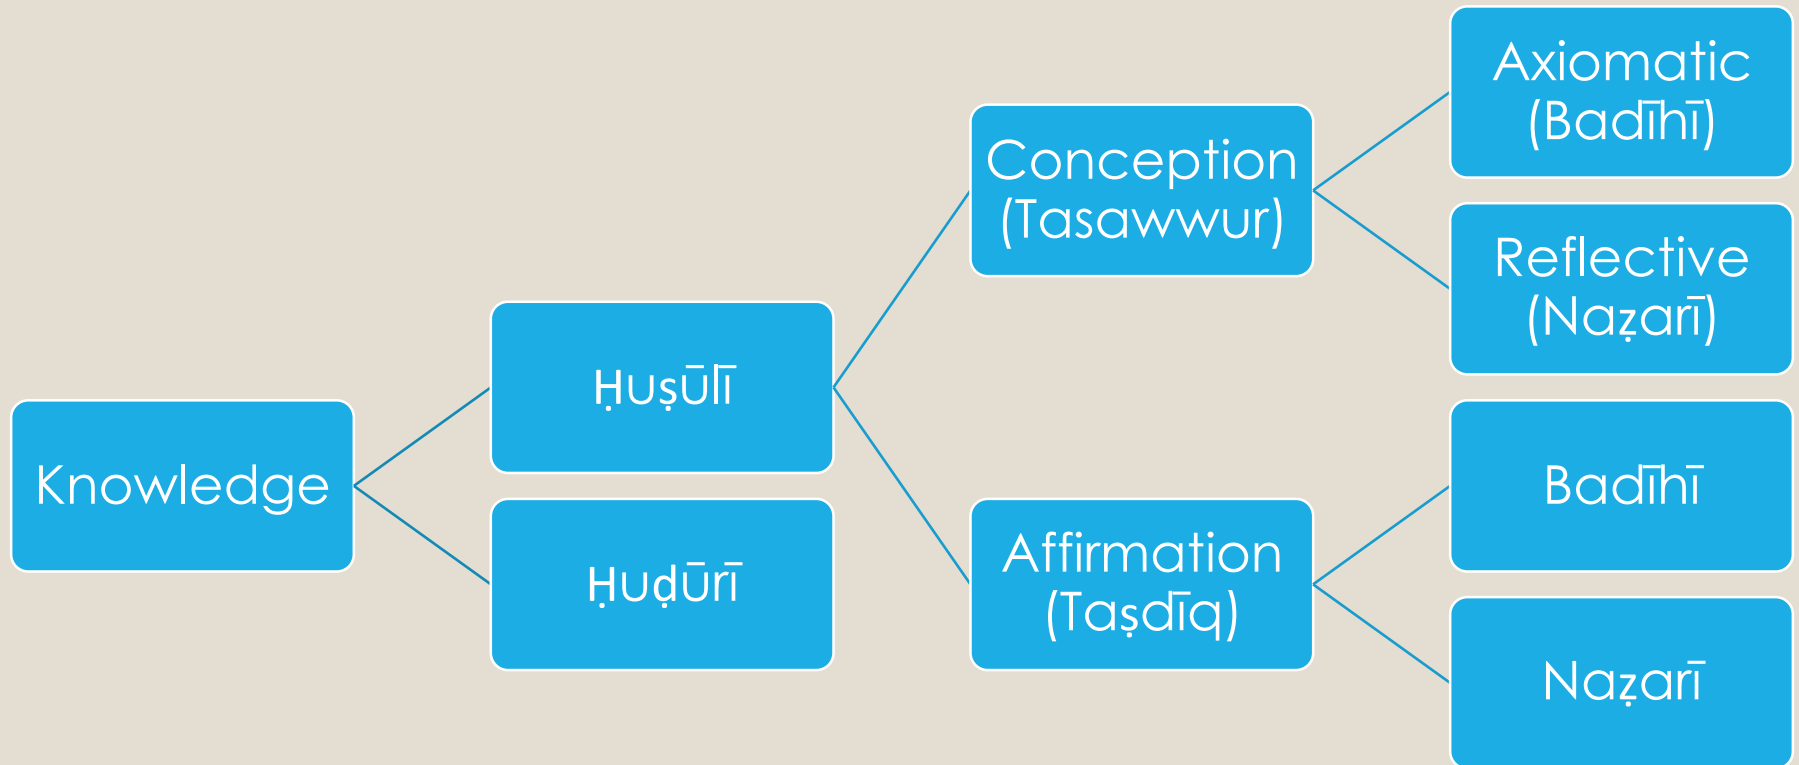 Knowledge
Ḥuṣūlī
Ḥuḍūrī
Conception
(Tasawwur)
Affirmation
(Taṣdīq)
Axiomatic
(Badīhī)
Reflective
(Naẓarī)
Badīhī
Naẓarī